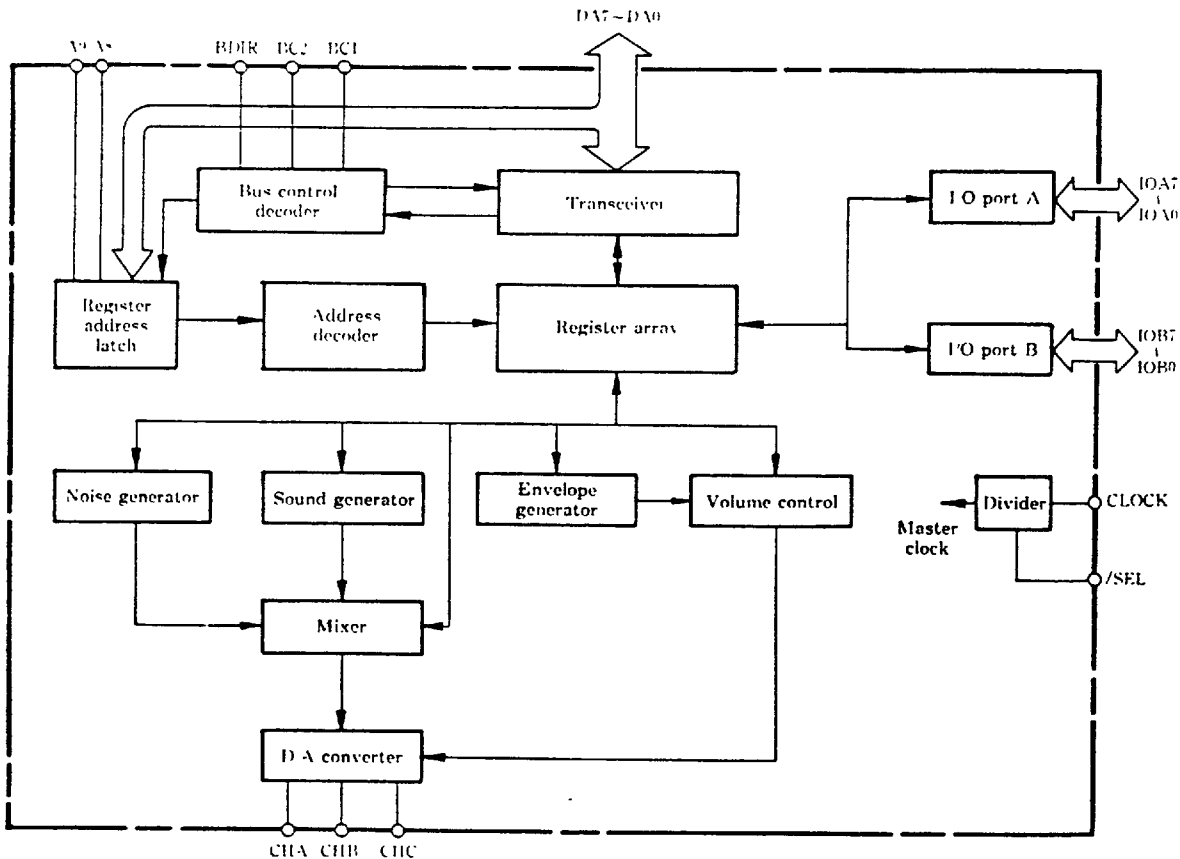 DA7~DA0
A9 A8 BDIR BC2 BC1
Bus control
decoder
Transceiver
I/O port A
IOA7
~
IOA0
Register
address
latch
Address
decoder
Register array
I/O port B
IOB7
~
IOB0
Noise generator
Sound generator
Envelope
generator
Volume control
Divider
CLOCK
Master
clock
/SEL
Mixer
D A converter
CHA CHB CHC